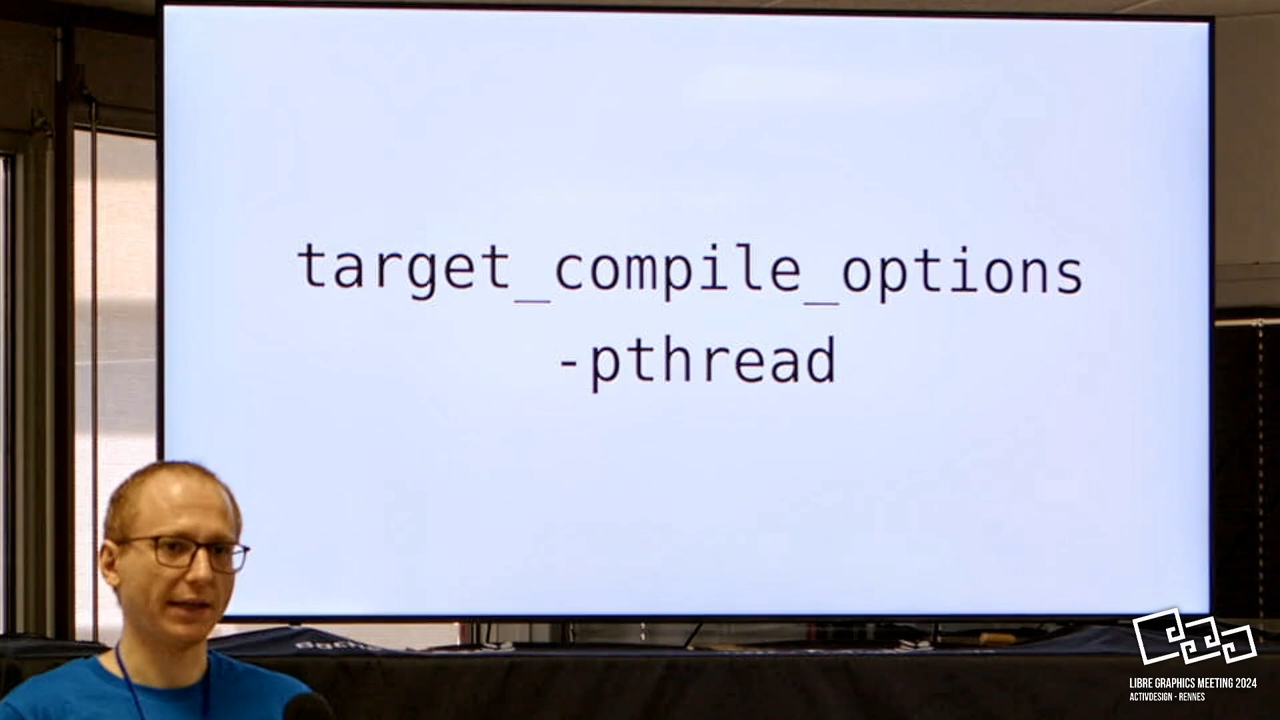 target_compile_options
-pthread
LIBRE GRAPHICS MEETING 2024
ACTIVDESIGN - RENNES